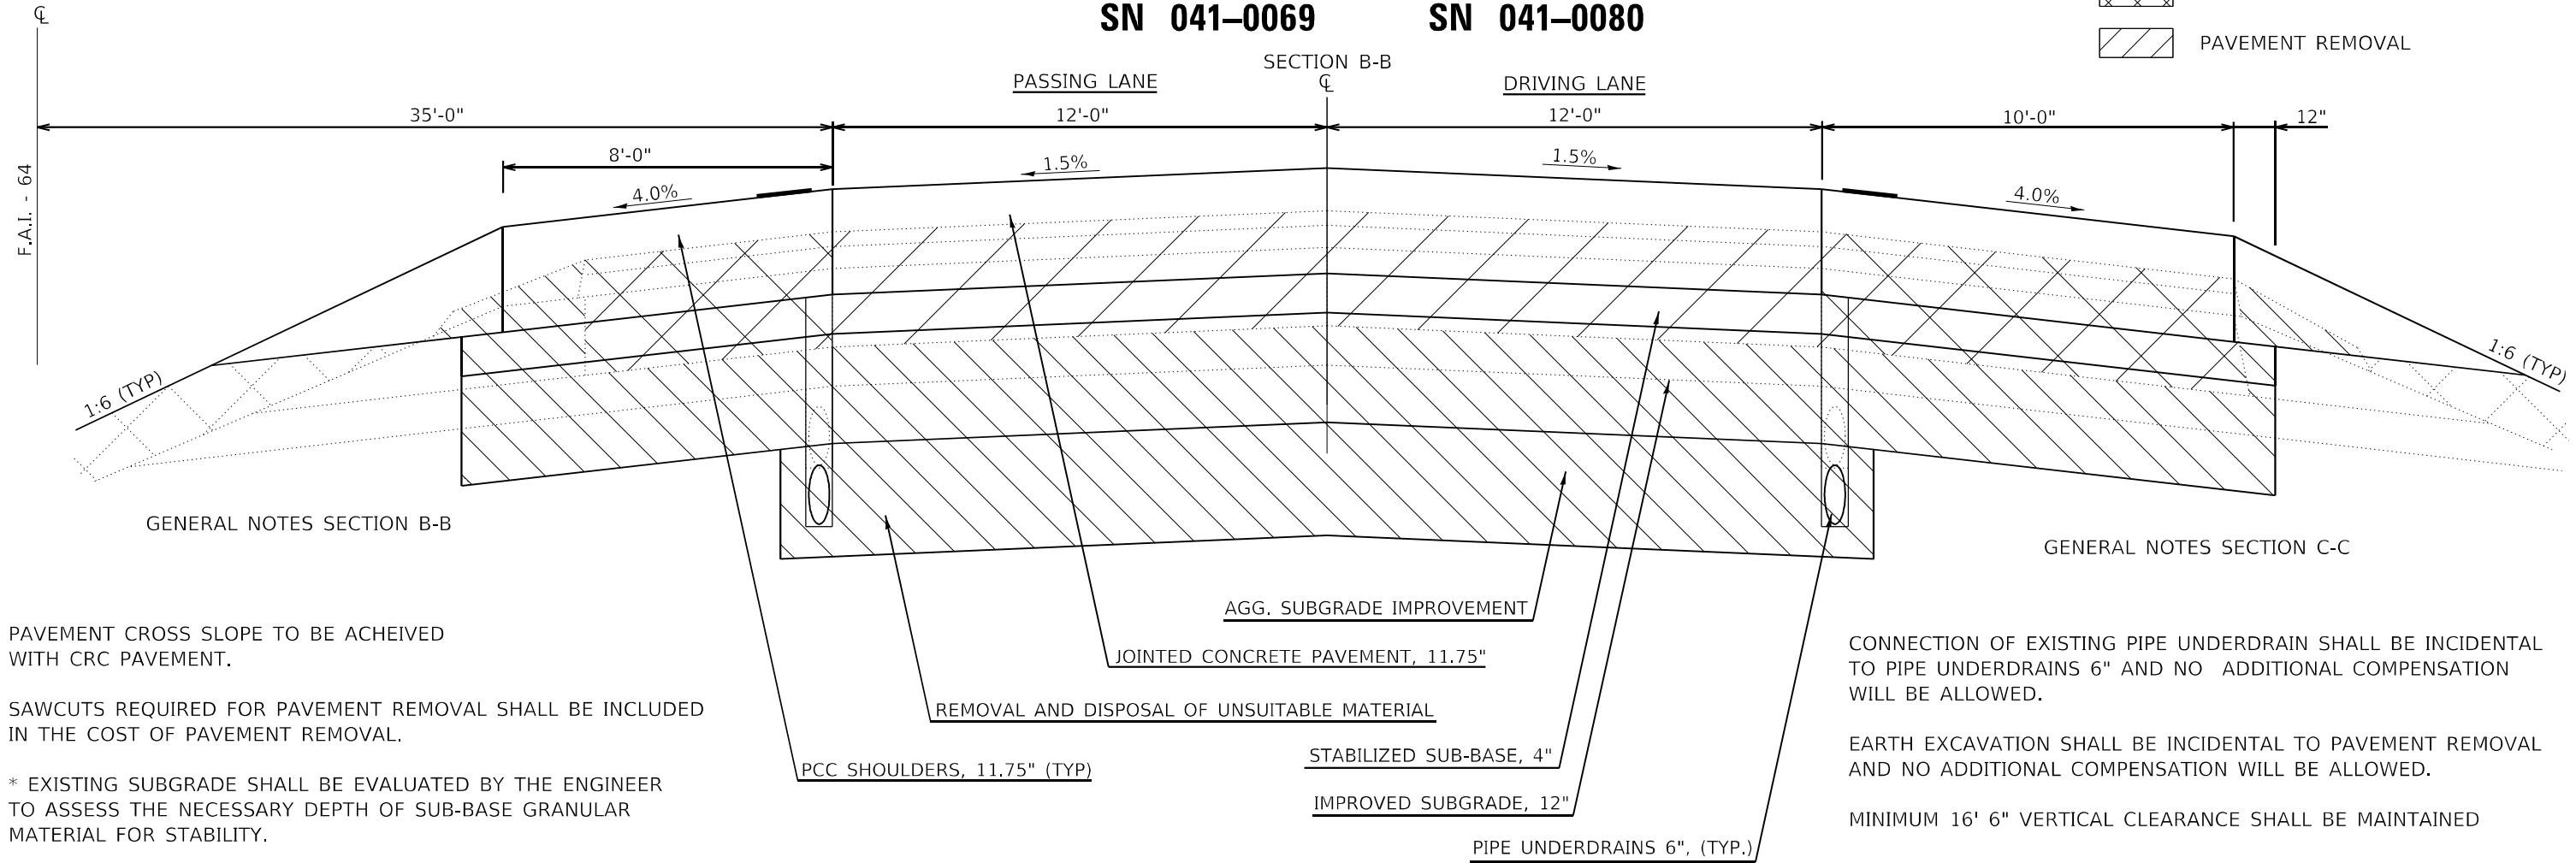 ℄
SN 041–0069 SN 041–0080
PAVEMENT REMOVAL
SECTION B-B
℄
PASSING LANE
DRIVING LANE
35'-0"
12'-0"
12'-0"
10'-0"
12"
8'-0"
1.5%
1.5%
4.0%
4.0%
F.A.I. - 64
1:6 (TYP)
1:6 (TYP)
GENERAL NOTES SECTION B-B
GENERAL NOTES SECTION C-C
AGG. SUBGRADE IMPROVEMENT
JOINTED CONCRETE PAVEMENT, 11.75"
REMOVAL AND DISPOSAL OF UNSUITABLE MATERIAL
STABILIZED SUB-BASE, 4"
PCC SHOULDERS, 11.75" (TYP)
IMPROVED SUBGRADE, 12"
PIPE UNDERDRAINS 6", (TYP.)
PAVEMENT CROSS SLOPE TO BE ACHEIVED
WITH CRC PAVEMENT.
SAWCUTS REQUIRED FOR PAVEMENT REMOVAL SHALL BE INCLUDED
IN THE COST OF PAVEMENT REMOVAL.
* EXISTING SUBGRADE SHALL BE EVALUATED BY THE ENGINEER
TO ASSESS THE NECESSARY DEPTH OF SUB-BASE GRANULAR
MATERIAL FOR STABILITY.
CONNECTION OF EXISTING PIPE UNDERDRAIN SHALL BE INCIDENTAL
TO PIPE UNDERDRAINS 6" AND NO ADDITIONAL COMPENSATION
WILL BE ALLOWED.
EARTH EXCAVATION SHALL BE INCIDENTAL TO PAVEMENT REMOVAL
AND NO ADDITIONAL COMPENSATION WILL BE ALLOWED.
MINIMUM 16' 6" VERTICAL CLEARANCE SHALL BE MAINTAINED